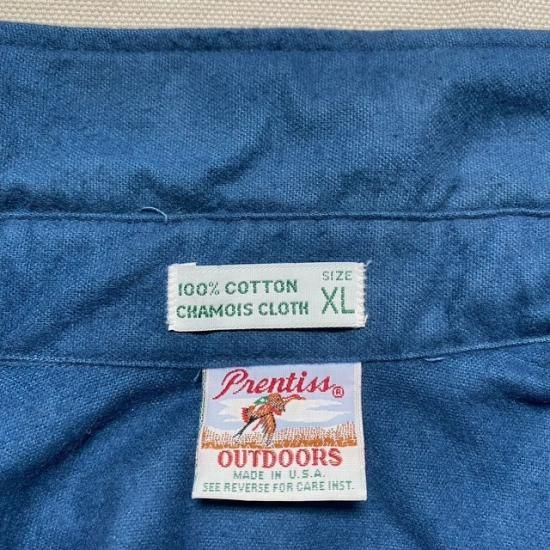 100% COTTON
CHAMOIS CLOTH
SIZE
XL
Prentiss®
OUTDOORS
MADE IN U.S.A.
SEE REVERSE FOR CARE INST.